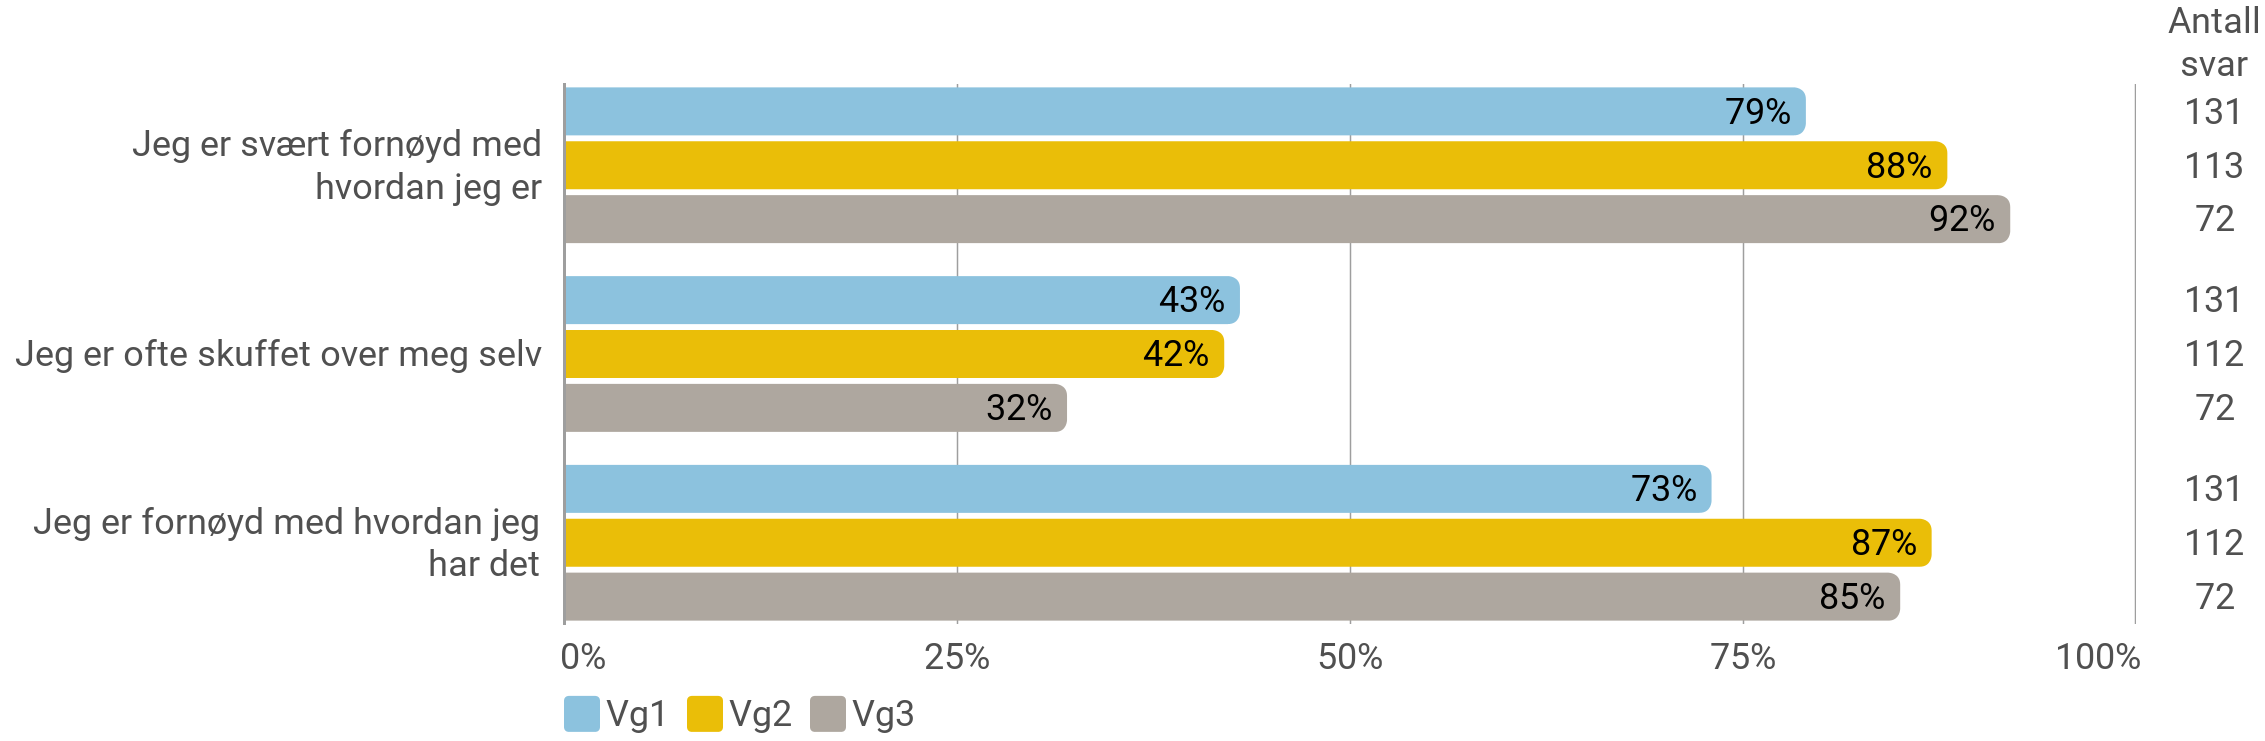 Antall
svar
Jeg er svært fornøyd med
hvordan jeg er
79% 131
88% 113
92% 72
Jeg er ofte skuffet over meg selv
43% 131
42% 112
32% 72
Jeg er fornøyd med hvordan jeg
har det
73% 131
87% 112
85% 72
0% 25% 50% 75% 100%
Vg1 Vg2 Vg3